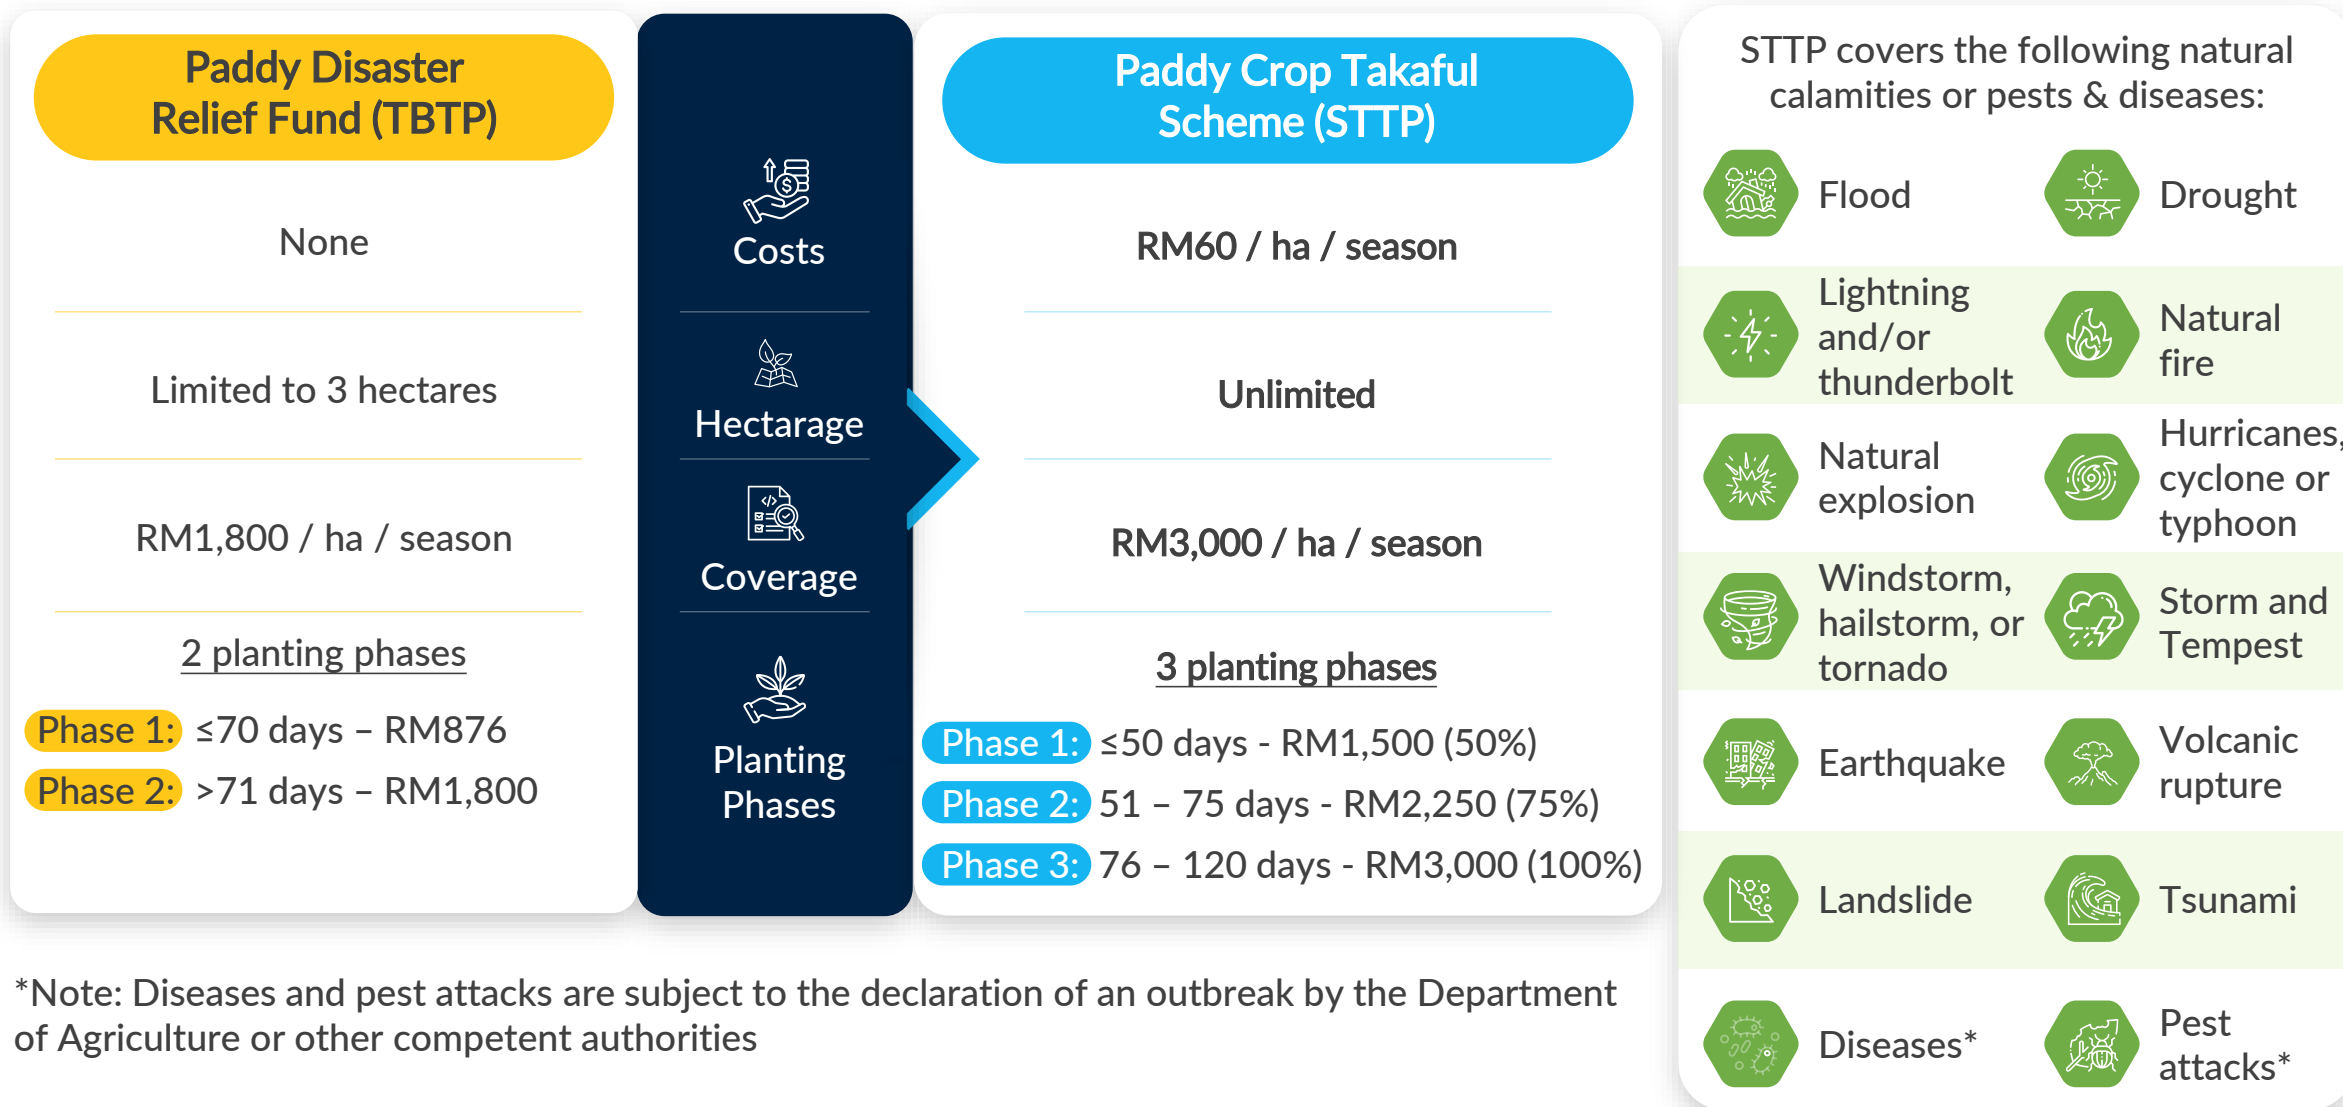 Paddy Disaster
Relief Fund (TBTP)
None
Limited to 3 hectares
RM1,800 / ha / season
2 planting phases
Phase 1: ≤70 days – RM876
Phase 2: >71 days – RM1,800
Costs
Hectarage
Coverage
Planting
Phases
Paddy Crop Takaful
Scheme (STTP)
RM60 / ha / season
Unlimited
RM3,000 / ha / season
3 planting phases
Phase 1: ≤50 days - RM1,500 (50%)
Phase 2: 51 – 75 days - RM2,250 (75%)
Phase 3: 76 – 120 days - RM3,000 (100%)
*Note: Diseases and pest attacks are subject to the declaration of an outbreak by the Department
of Agriculture or other competent authorities
STTP covers the following natural
calamities or pests & diseases:
Flood
Drought
Lightning
and/or
thunderbolt
Natural
fire
Natural
explosion
Hurricanes,
cyclone or
typhoon
Windstorm,
hailstorm, or
tornado
Storm and
Tempest
Earthquake
Volcanic
rupture
Landslide
Tsunami
Diseases*
Pest
attacks*